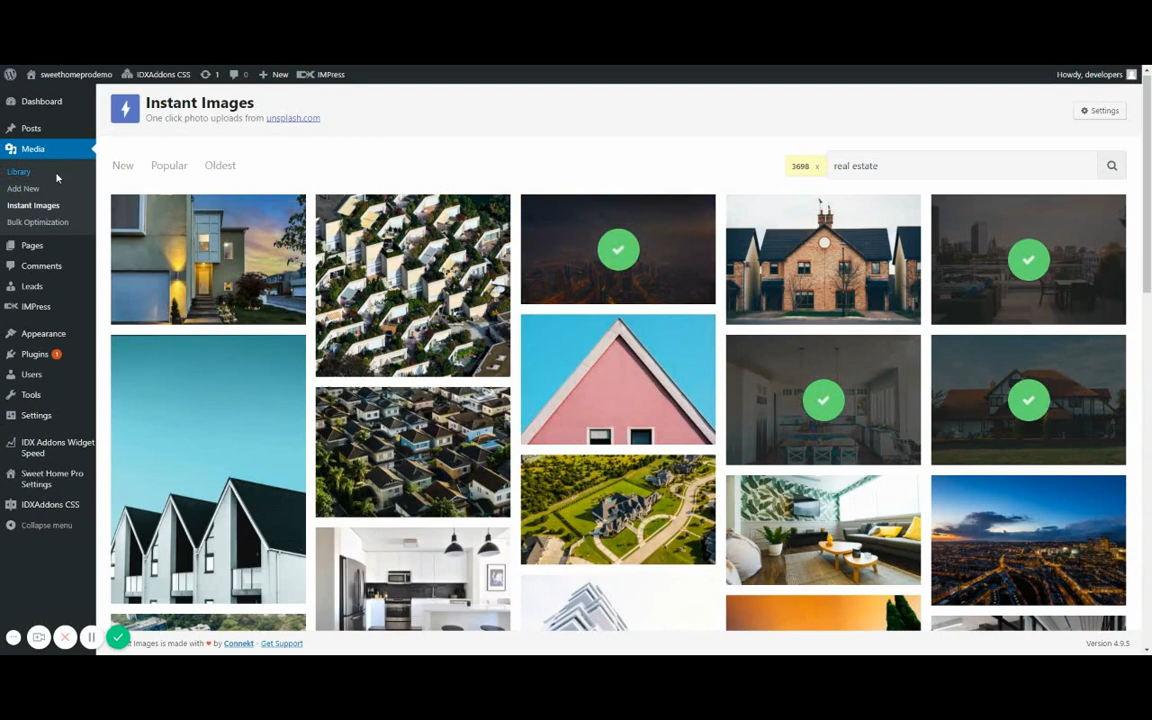 sweethomeprodemo IDXAddons CSS 1 0 New IMPress Howdy, developers
Dashboard
Posts
Media
Library
Add New
Instant Images
Bulk Optimization
Pages
Comments
Leads
IMPress
Appearance
Plugins 1
Users
Tools
Settings
IDX Addons Widget
Speed
Sweet Home Pro
Settings
IDXAddons CSS
Collapse menu
Instant Images
One click photo uploads from unsplash.com
Settings
New Popular Oldest
3698 x real estate
Images is made with ♥ by Connekt - Get Support
Version 4.9.5